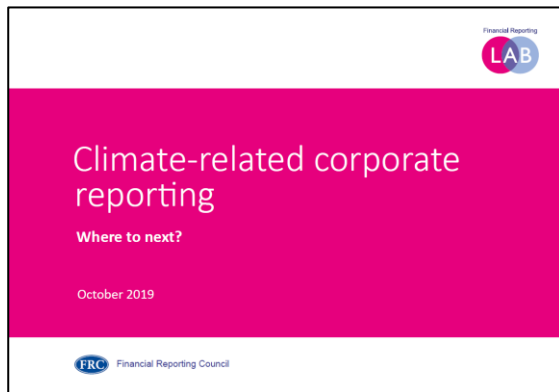 Financial Reporting
LAB
Climate-related corporate
reporting
Where to next?
October 2019
FRC Financial Reporting Council